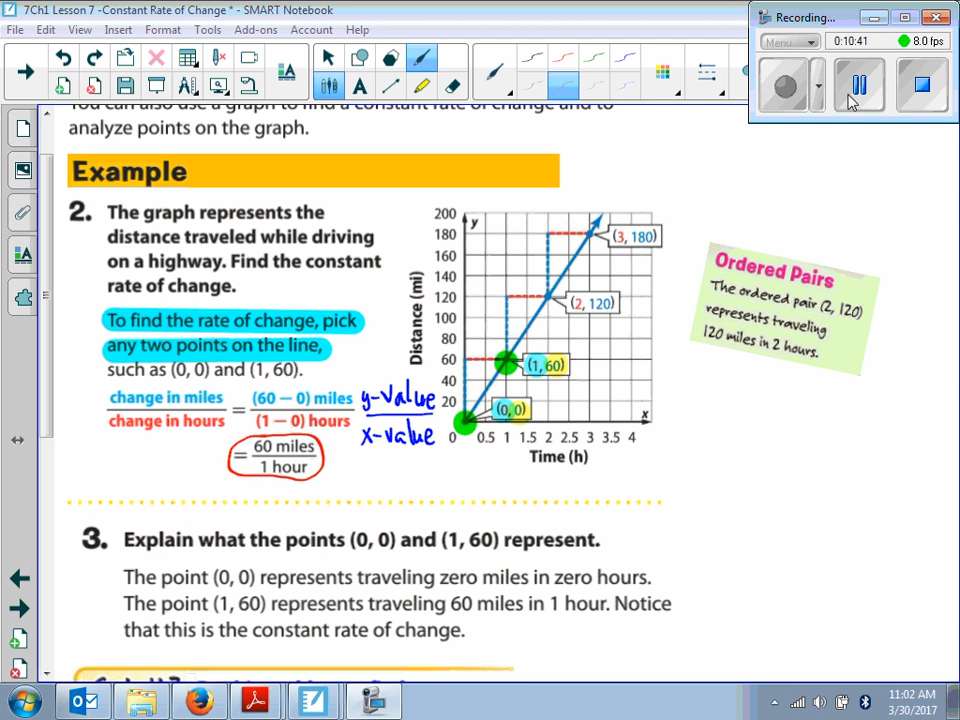 7Ch1 Lesson 7 -Constant Rate of Change * - SMART Notebook
File Edit View Insert Format Tools Add-ons Account Help
Recording...
Menu
0:10:41
8.0 fps
You can also use a graph to find a constant rate of change and to
analyze points on the graph.
Example
2. The graph represents the
distance traveled while driving
on a highway. Find the constant
rate of change.
To find the rate of change, pick
any two points on the line,
such as (0, 0) and (1, 60).
change in miles
change in hours
= (60 − 0) miles
(1 − 0) hours
y-value
x-value
= 60 miles
1 hour
Distance (mi)
200
180
160
140
120
100
80
60
40
20
0 0.5 1 1.5 2 2.5 3 3.5 4
Time (h)
y
x
(3, 180)
(2, 120)
(1, 60)
(0, 0)
Ordered Pairs
The ordered pair (2, 120)
represents traveling
120 miles in 2 hours.
3. Explain what the points (0, 0) and (1, 60) represent.
The point (0, 0) represents traveling zero miles in zero hours.
The point (1, 60) represents traveling 60 miles in 1 hour. Notice
that this is the constant rate of change.
11:02 AM
3/30/2017